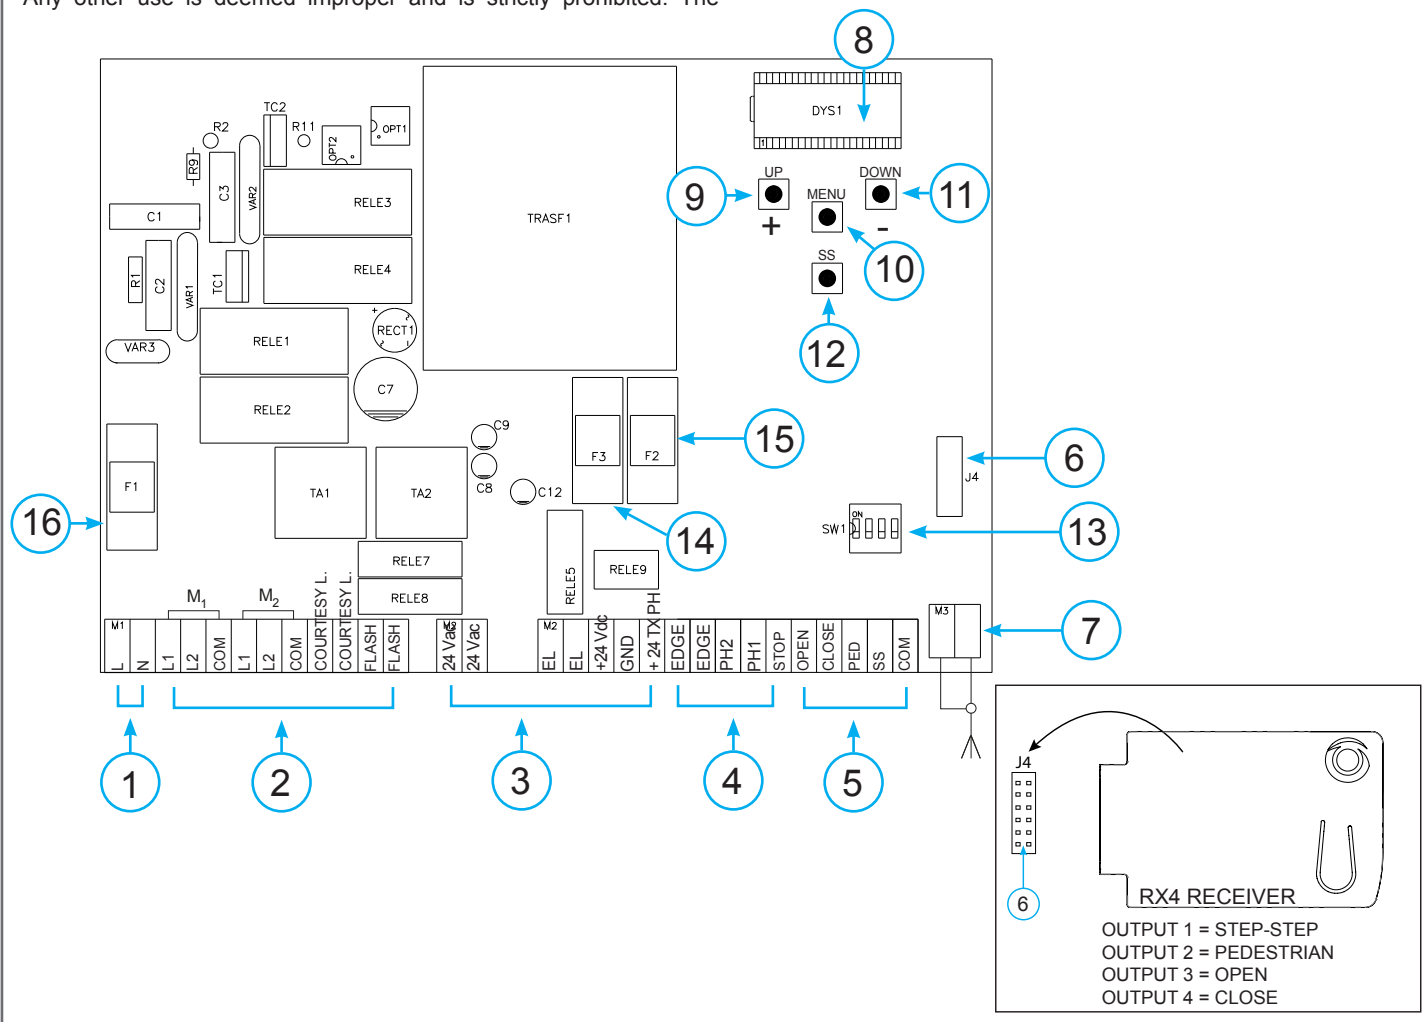 Any other use is deemed improper and is strictly prohibited. The
8
TC2
R2
R11
OPT1
OPT2
DYS1
1
R9
C3
VAR2
RELE3
TRASF1
UP
DOWN
MENU
9
11
+
-
C1
SS
10
RELE4
R1
C2
VAR1
TC1
RECT1
12
VAR3
RELE1
C7
RELE2
C9
15
F3
F2
6
J4
F1
TA1
TA2
C8
C12
16
14
ON
SW1
13
RELE7
RELE5
RELE9
RELE8
M1
M2
M1
L
N
L1
L2
COM
L1
L2
COM
COURTESY L.
COURTESY L.
FLASH
FLASH
M2
24 Vac
24 Vac
M2
EL
EL
+24 Vdc
GND
+ 24 TX PH
EDGE
EDGE
PH2
PH1
STOP
OPEN
CLOSE
PED
SS
COM
M3
7
1
2
3
4
5
J4
6
RX4 RECEIVER
OUTPUT 1 = STEP-STEP
OUTPUT 2 = PEDESTRIAN
OUTPUT 3 = OPEN
OUTPUT 4 = CLOSE